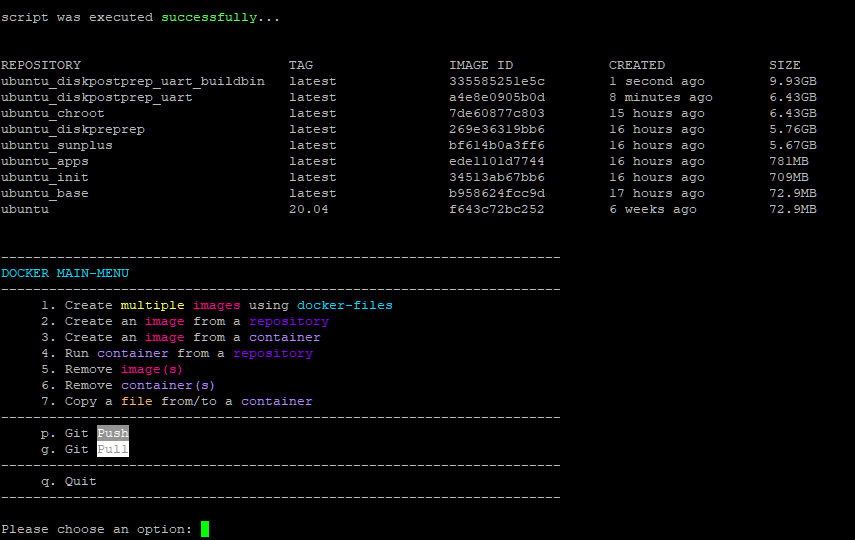 script was executed successfully...
REPOSITORY TAG IMAGE ID CREATED SIZE
ubuntu_diskpostprep_uart_buildbin latest 335585251e5c 1 second ago 9.93GB
ubuntu_diskpostprep_uart latest a4e8e0905b0d 8 minutes ago 6.43GB
ubuntu_chroot latest 7de60877c803 15 hours ago 6.43GB
ubuntu_diskpreprep latest 269e36319bb6 16 hours ago 5.76GB
ubuntu_sunplus latest bf614b0a3ff6 16 hours ago 5.67GB
ubuntu_apps latest ede1101d7744 16 hours ago 781MB
ubuntu_init latest 34513ab67bb6 16 hours ago 709MB
ubuntu_base latest b958624fcc9d 17 hours ago 72.9MB
ubuntu 20.04 f643c72bc252 6 weeks ago 72.9MB
----------------------------------------------------------------------
DOCKER MAIN-MENU
----------------------------------------------------------------------
1. Create multiple images using docker-files
2. Create an image from a repository
3. Create an image from a container
4. Run container from a repository
5. Remove image(s)
6. Remove container(s)
7. Copy a file from/to a container
----------------------------------------------------------------------
p. Git Push
g. Git Pull
----------------------------------------------------------------------
q. Quit
----------------------------------------------------------------------
Please choose an option: